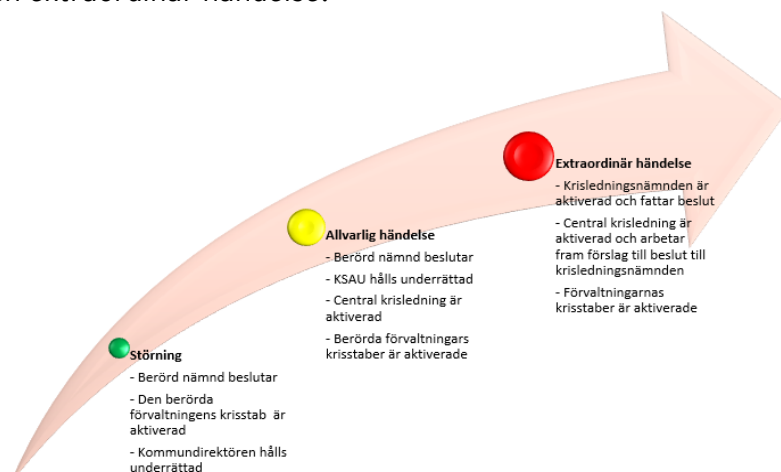 extraordinär händelse.
Extraordinär händelse
- Krisledningsnämnden är
aktiverad och fattar beslut
- Central krisledning är
aktiverad och arbetar
fram förslag till beslut till
krisledningsnämnden
- Förvaltningarnas
krisstaber är aktiverade
Allvarlig händelse
- Berörd nämnd beslutar
- KSAU hålls underrättad
- Central krisledning är
aktiverad
- Berörda förvaltningars
krisstaber är aktiverade
Störning
- Berörd nämnd beslutar
- Den berörda
förvaltningens krisstab är
aktiverad
- Kommundirektören hålls
underrättad